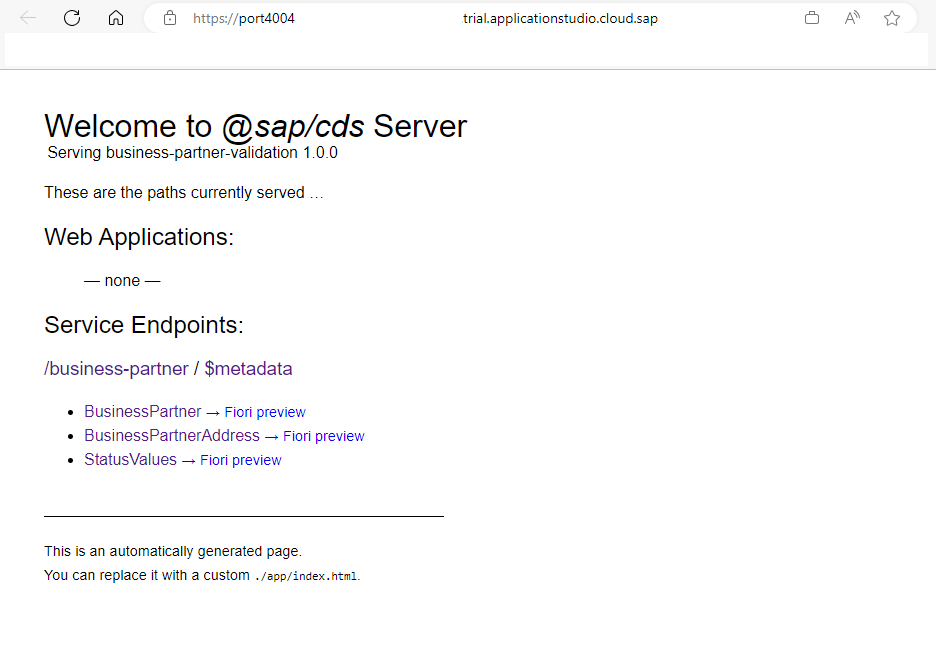 https://port4004 trial.applicationstudio.cloud.sap
Welcome to @sap/cds Server
Serving business-partner-validation 1.0.0
These are the paths currently served …
Web Applications:
— none —
Service Endpoints:
/business-partner / $metadata
BusinessPartner → Fiori preview
BusinessPartnerAddress → Fiori preview
StatusValues → Fiori preview
This is an automatically generated page.
You can replace it with a custom ./app/index.html.